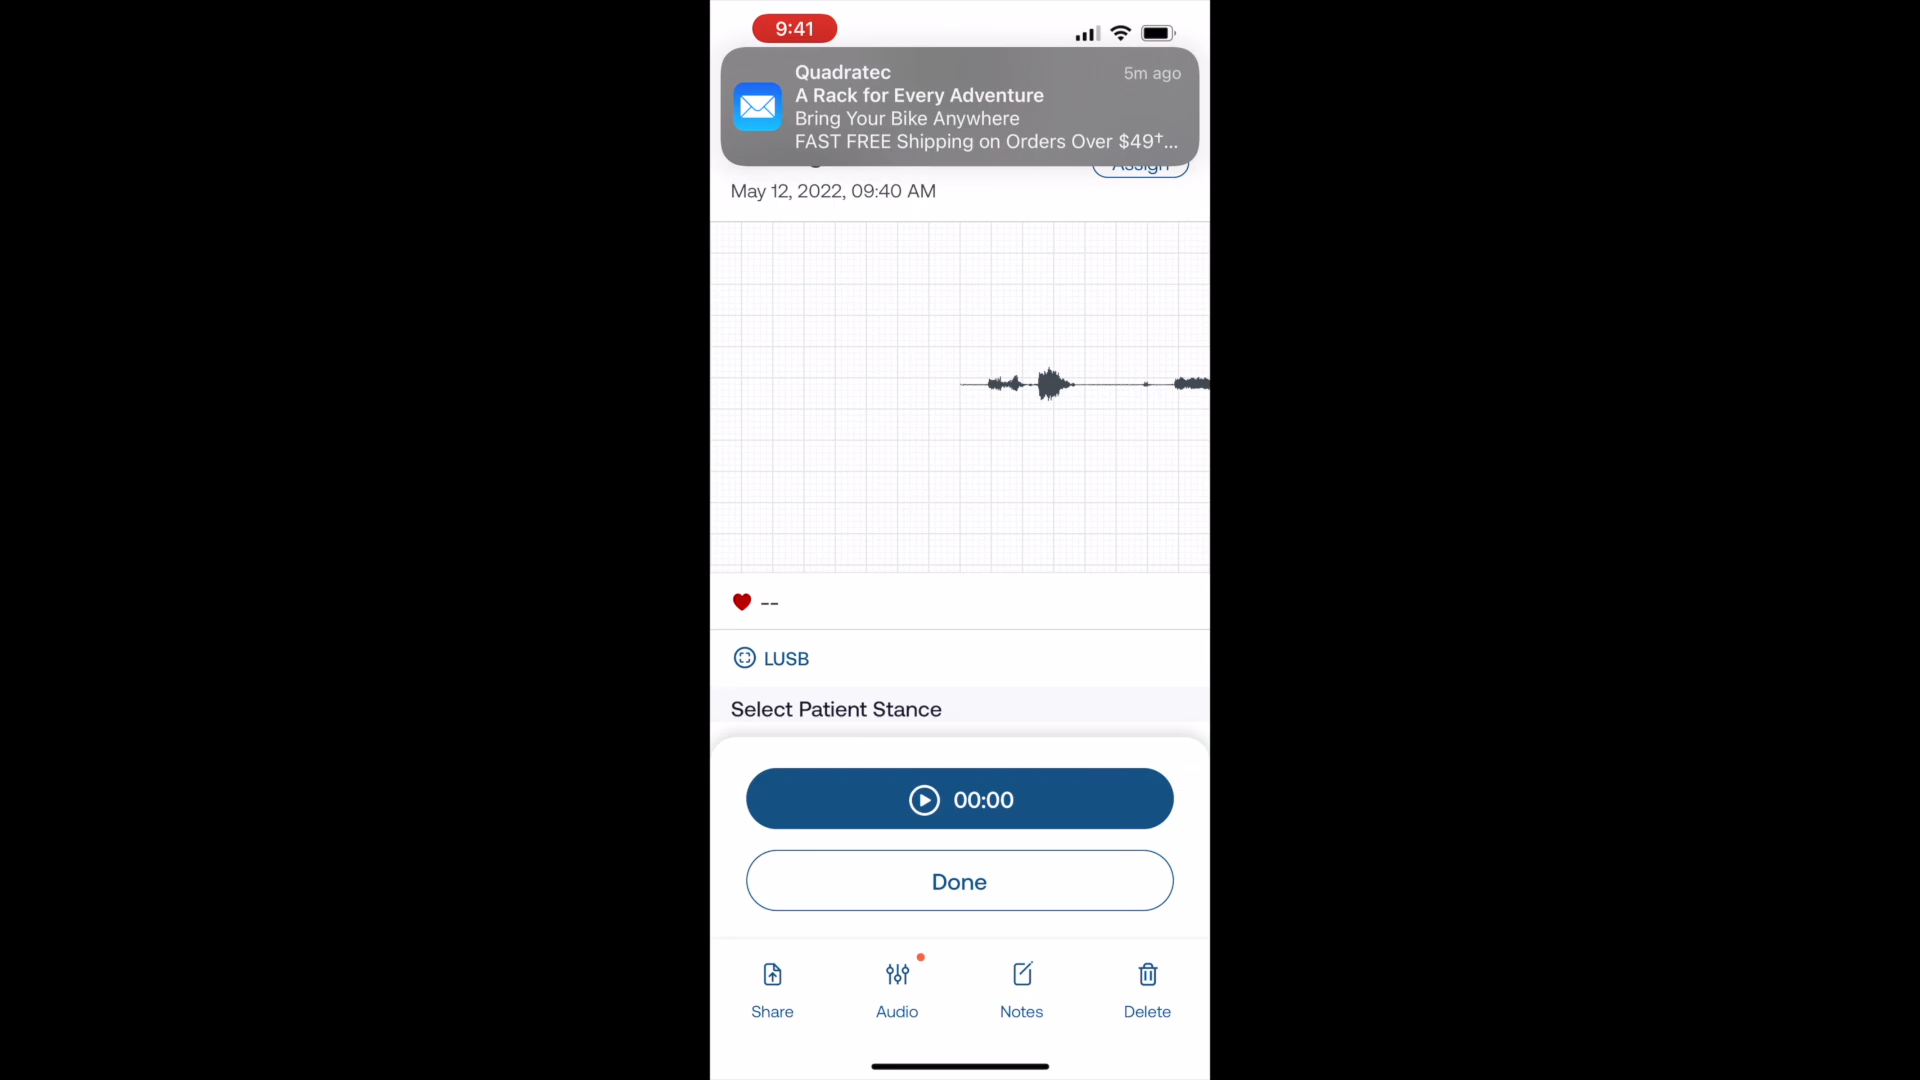 9:41
Quadratec
5m ago
A Rack for Every Adventure
Bring Your Bike Anywhere
FAST FREE Shipping on Orders Over $49†...
Assign
May 12, 2022, 09:40 AM
--
LUSB
Select Patient Stance
00:00
Done
Share
Audio
Notes
Delete